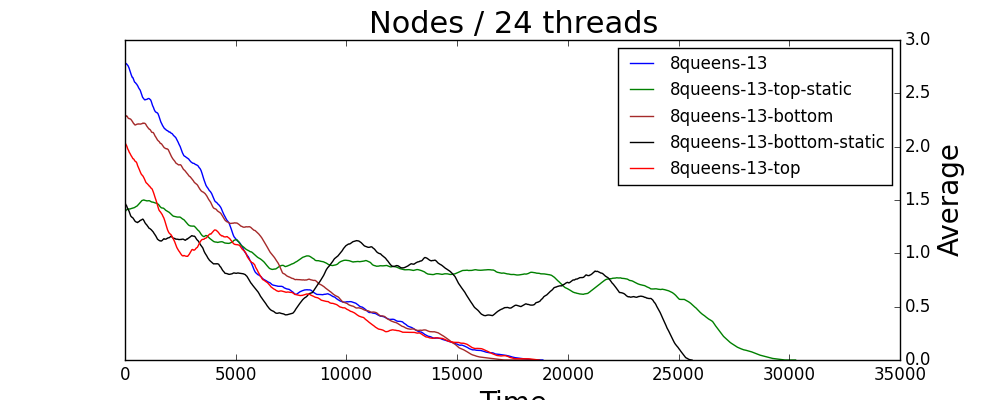 Nodes / 24 threads
8queens-13
8queens-13-top-static
8queens-13-bottom
8queens-13-bottom-static
8queens-13-top
3.0
2.5
2.0
1.5
1.0
0.5
0.0
Average
0 5000 10000 15000 20000 25000 30000 35000
Time